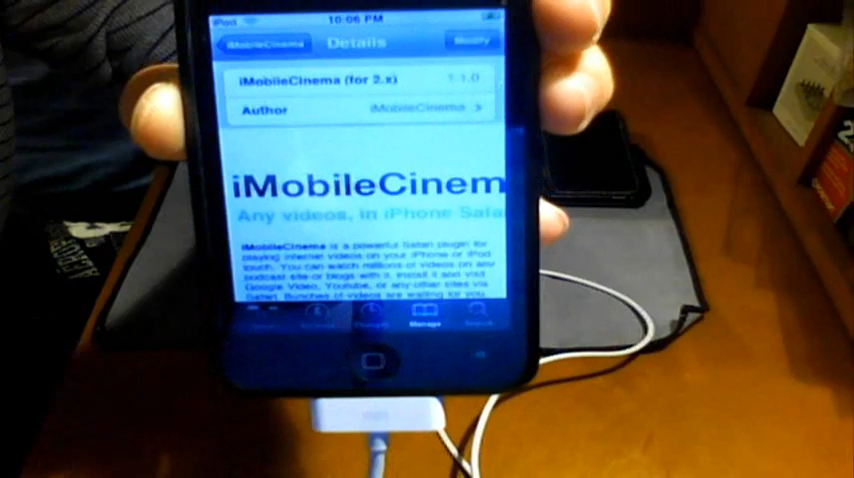 iPod 10:06 PM
iMobileCinema Details Modify
iMobileCinema (for 2.x) 1.1.0
Author iMobileCinema
iMobileCinem
Any videos, in iPhone Safa
iMobileCinema is a powerful Safari plugin for
playing internet videos on your iPhone or iPod
touch. You can watch millions of videos on any
podcast site or blogs with it. Install it and visit
Google Video, Youtube, or any other sites via
Safari. Bunches of videos are waiting for you
Manage Search
AERO